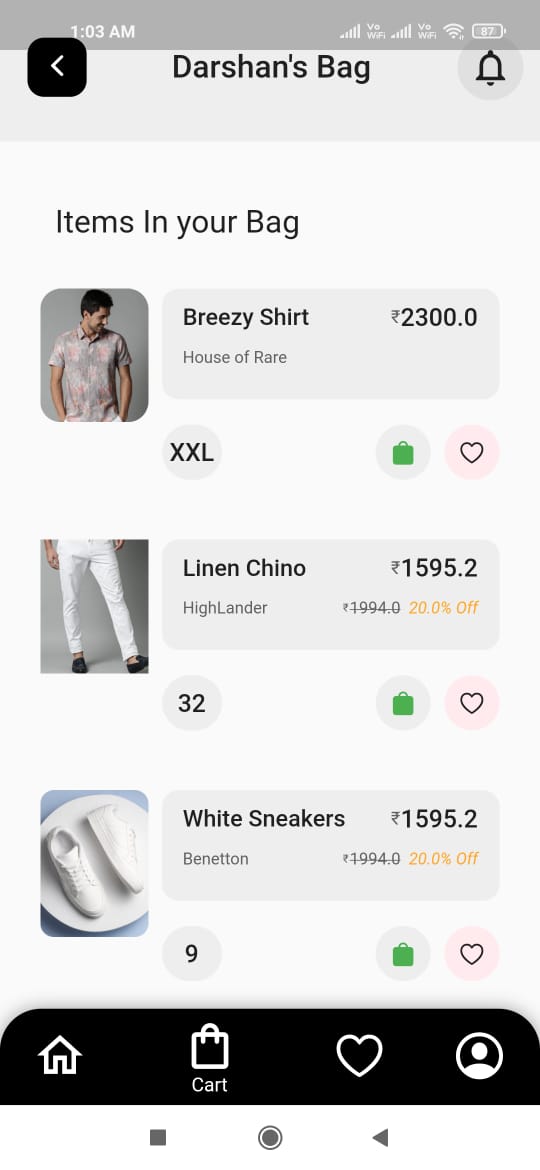 1:03 AM Vo WiFi Vo WiFi 87
Darshan's Bag
Items In your Bag
Breezy Shirt ₹2300.0
House of Rare
XXL
Linen Chino ₹1595.2
HighLander ₹1994.0 20.0% Off
32
White Sneakers ₹1595.2
Benetton ₹1994.0 20.0% Off
9
Cart